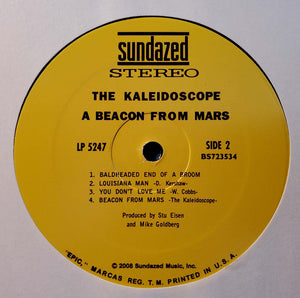 sundazed
STEREO
THE KALEIDOSCOPE
A BEACON FROM MARS
LP 5247
SIDE 2
BS723534
1. BALDHEADED END OF A BROOM
2. LOUISIANA MAN -D. Kershaw-
3. YOU DON'T LOVE ME -W. Cobbs-
4. BEACON FROM MARS -The Kaleidoscope-
Produced by Stu Eisen
and Mike Goldberg
© 2008 Sundazed Music, Inc.
"EPIC," MARCAS REG. T. M. PRINTED IN U. S. A.